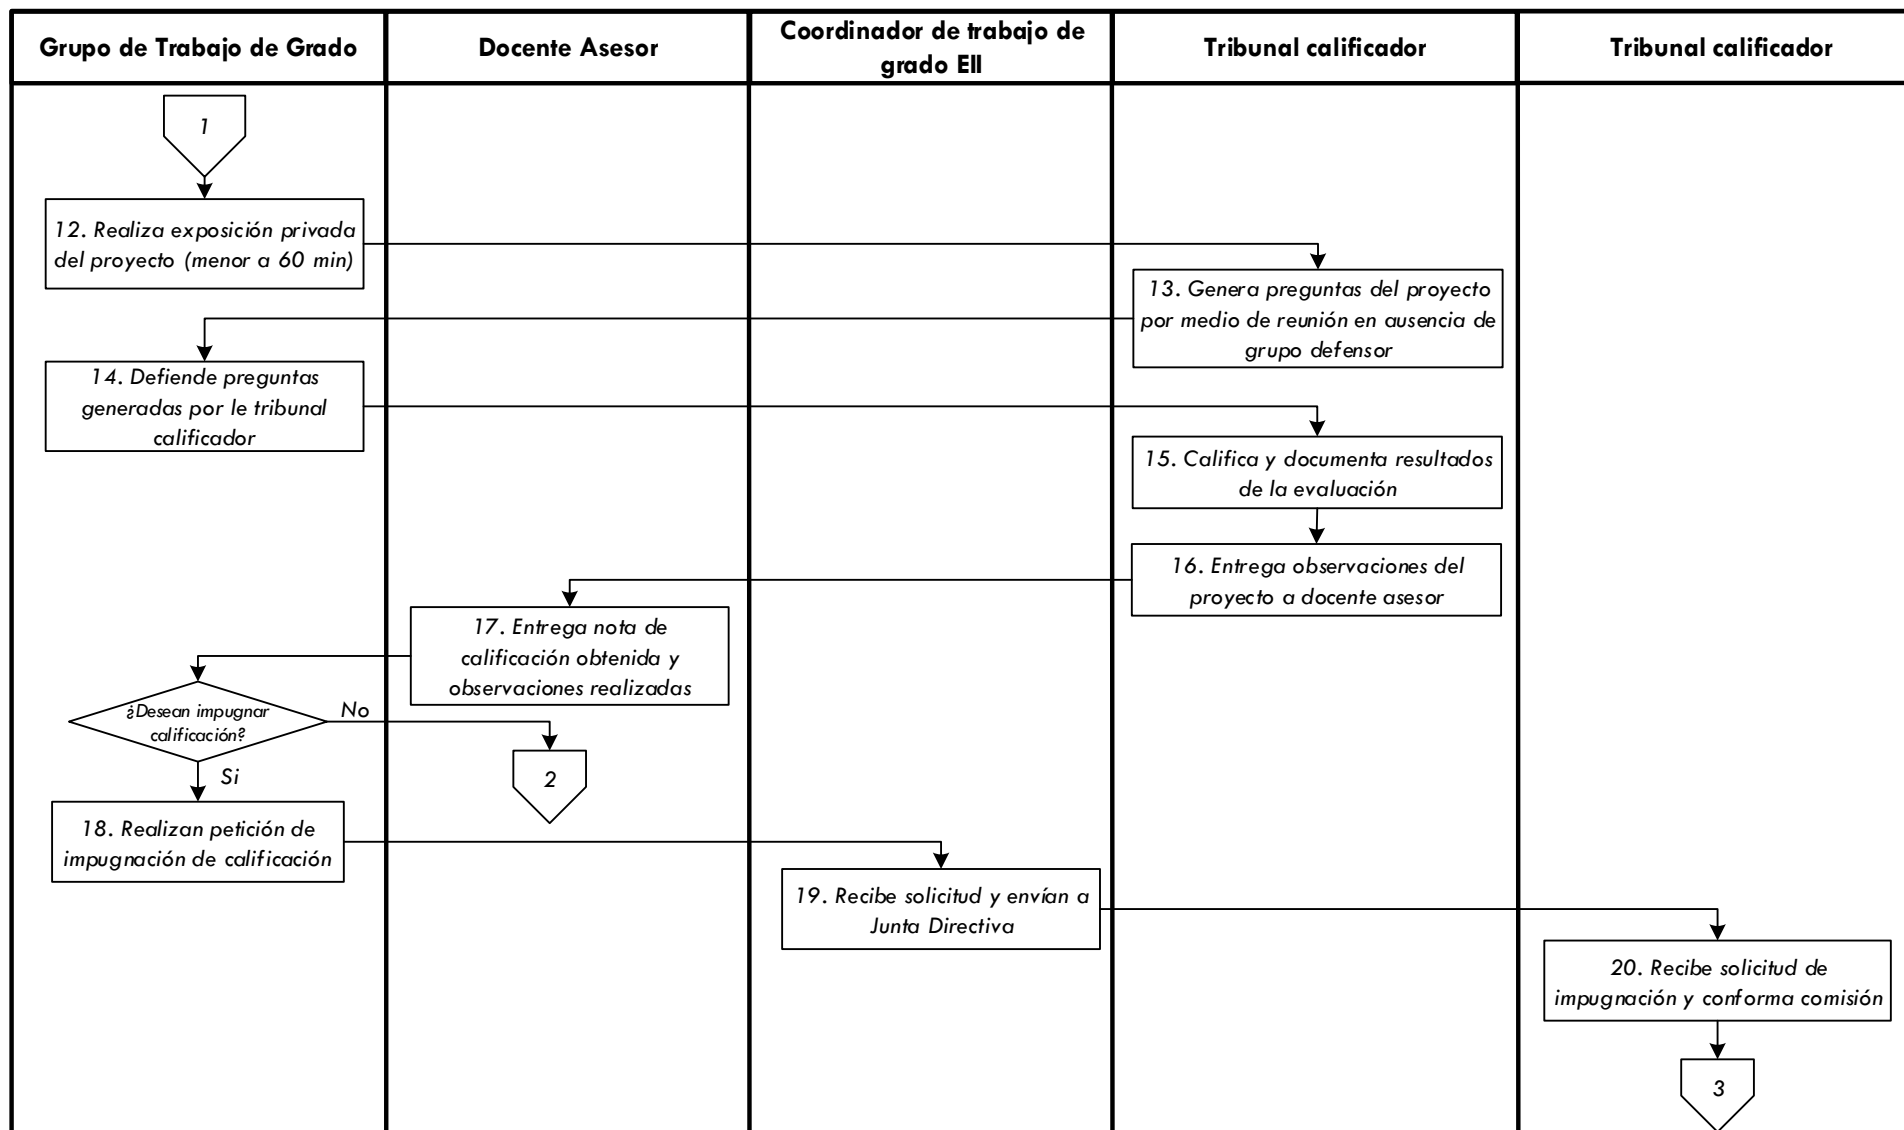 Grupo de Trabajo de Grado
Docente Asesor
Coordinador de trabajo de
grado EII
Tribunal calificador
Tribunal calificador
1
12. Realiza exposición privada
del proyecto (menor a 60 min)
13. Genera preguntas del proyecto
por medio de reunión en ausencia de
grupo defensor
14. Defiende preguntas
generadas por le tribunal
calificador
15. Califica y documenta resultados
de la evaluación
16. Entrega observaciones del
proyecto a docente asesor
17. Entrega nota de
calificación obtenida y
observaciones realizadas
¿Desean impugnar
calificación?
No
2
Si
18. Realizan petición de
impugnación de calificación
19. Recibe solicitud y envían a
Junta Directiva
20. Recibe solicitud de
impugnación y conforma comisión
3